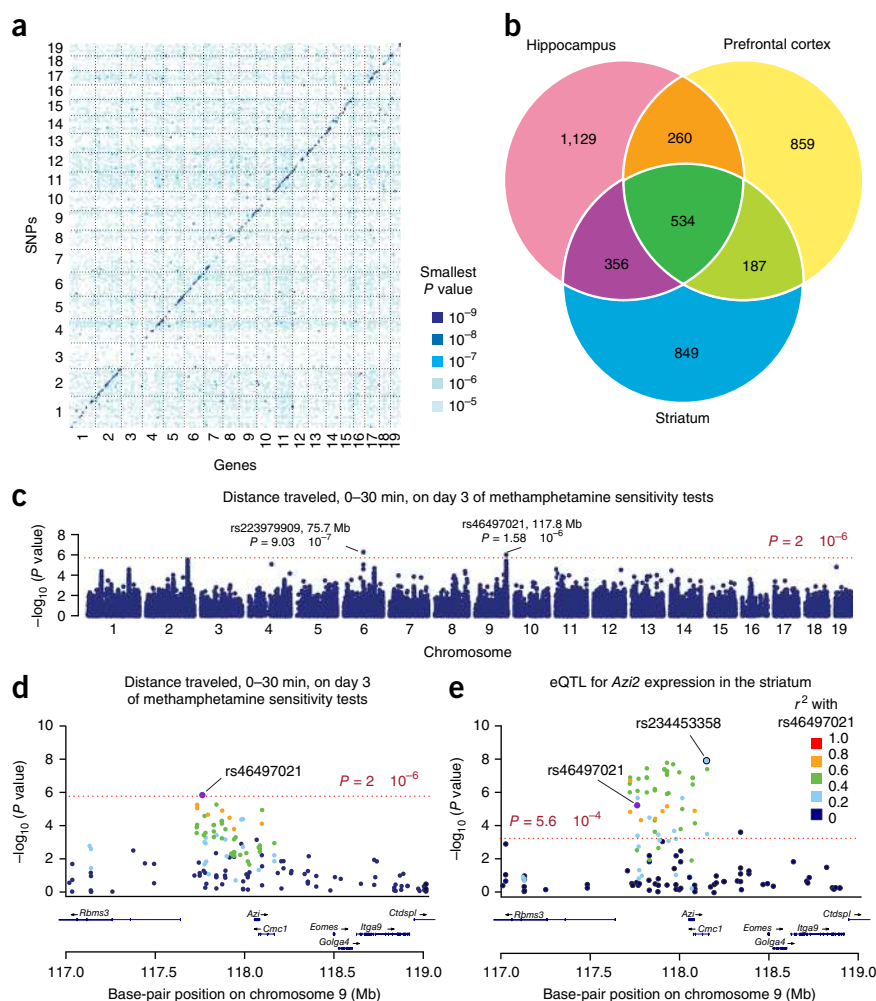 a
19
18
17
16
15
14
13
12
11
10
9
8
7
6
5
4
3
2
1
SNPs
1 2 3 4 5 6 7 8 9 10 11 12 13 14 15 16 17 18 19
Genes
Smallest
P value
10−9
10−8
10−7
10−6
10−5
b
Hippocampus
Prefrontal cortex
1,129
260
859
534
356
187
849
Striatum
c
Distance traveled, 0–30 min, on day 3 of methamphetamine sensitivity tests
rs223979909, 75.7 Mb
P = 9.03 10−7
rs46497021, 117.8 Mb
P = 1.58 10−6
P = 2 10−6
8
6
4
2
0
−log10 (P value)
1 2 3 4 5 6 7 8 9 10 11 12 13 14 15 16 17 18 19
Chromosome
d
Distance traveled, 0–30 min, on day 3
of methamphetamine sensitivity tests
10
8
6
4
2
0
−log10 (P value)
rs46497021
P = 2 10−6
Rbms3
Azi
Cmc1
Eomes
Golga4
Itga9
Ctdspl
117.0 117.5 118.0 118.5 119.0
Base-pair position on chromosome 9 (Mb)
e
eQTL for Azi2 expression in the striatum
10
8
6
4
2
0
−log10 (P value)
rs234453358
rs46497021
P = 5.6 10−4
r2 with
rs46497021
1.0
0.8
0.6
0.4
0.2
0
Rbms3
Azi
Cmc1
Eomes
Golga4
Itga9
Ctdspl
117.0 117.5 118.0 118.5 119.0
Base-pair position on chromosome 9 (Mb)